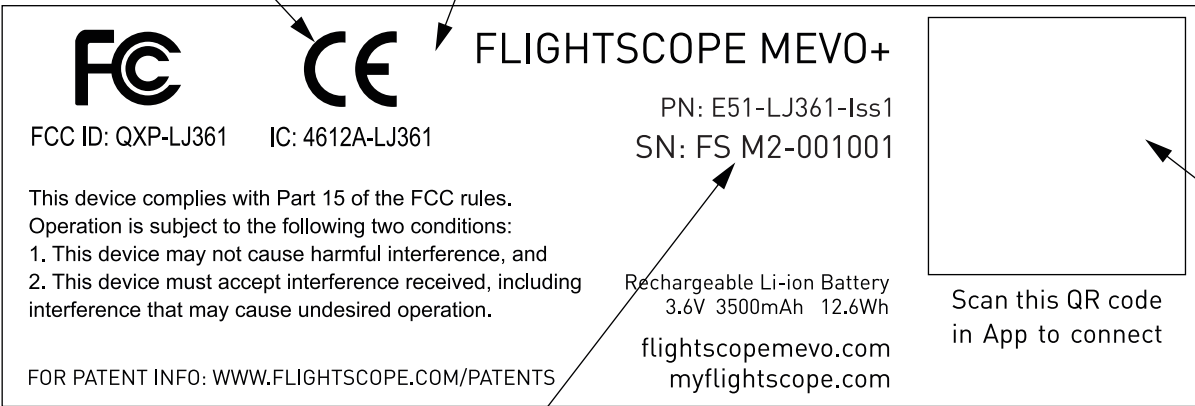 FC
CE
FCC ID: QXP-LJ361
IC: 4612A-LJ361
This device complies with Part 15 of the FCC rules.
Operation is subject to the following two conditions:
1. This device may not cause harmful interference, and
2. This device must accept interference received, including
interference that may cause undesired operation.
FOR PATENT INFO: WWW.FLIGHTSCOPE.COM/PATENTS
FLIGHTSCOPE MEVO+
PN: E51-LJ361-Iss1
SN: FS M2-001001
Rechargeable Li-ion Battery
3.6V 3500mAh 12.6Wh
flightscopemevo.com
myflightscope.com
Scan this QR code
in App to connect